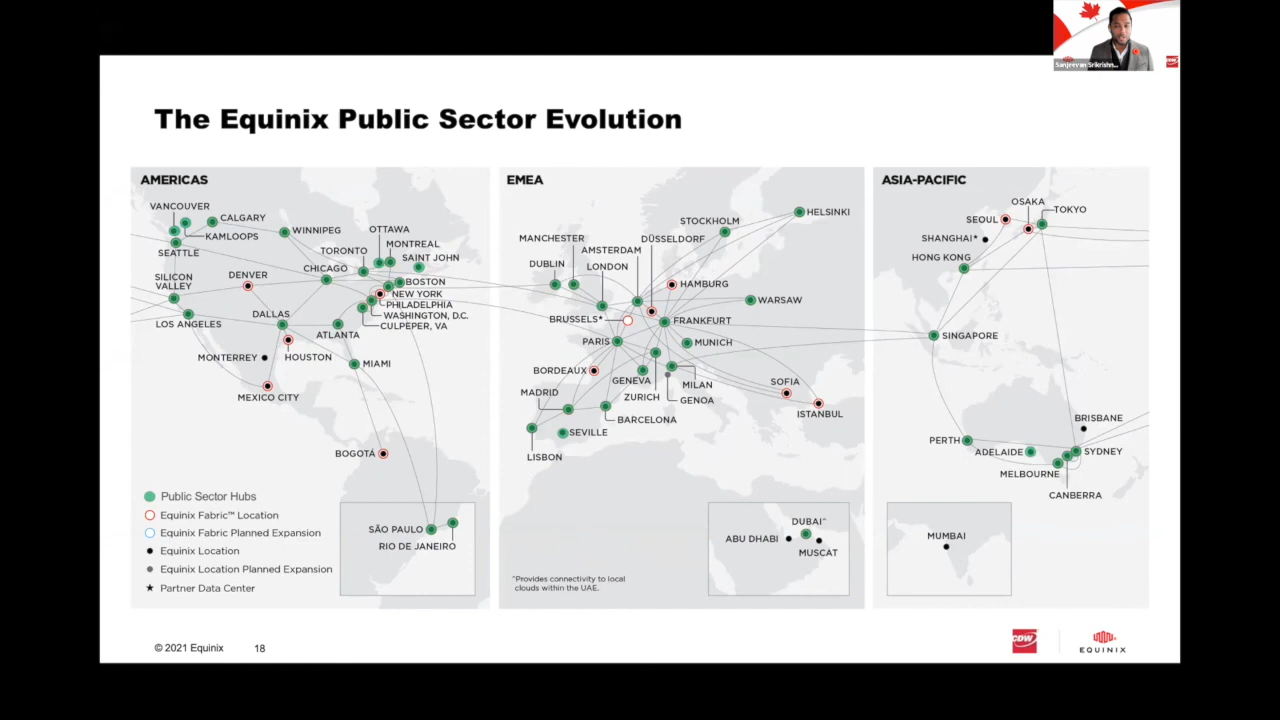 Sanjeevan Srikrishn...
CDW
The Equinix Public Sector Evolution
AMERICAS
VANCOUVER
CALGARY
KAMLOOPS
SEATTLE
WINNIPEG
OTTAWA
MONTREAL
TORONTO
SAINT JOHN
SILICON
VALLEY
DENVER
CHICAGO
BOSTON
NEW YORK
PHILADELPHIA
WASHINGTON, D.C.
CULPEPER, VA
LOS ANGELES
DALLAS
ATLANTA
MONTERREY
HOUSTON
MIAMI
MEXICO CITY
BOGOTÁ
SÃO PAULO
RIO DE JANEIRO
Public Sector Hubs
Equinix Fabric™ Location
Equinix Fabric Planned Expansion
Equinix Location
Equinix Location Planned Expansion
★ Partner Data Center
EMEA
HELSINKI
STOCKHOLM
MANCHESTER
DÜSSELDORF
AMSTERDAM
DUBLIN
LONDON
HAMBURG
WARSAW
BRUSSELS*
FRANKFURT
PARIS
MUNICH
BORDEAUX
GENEVA
MILAN
SOFIA
MADRID
ZURICH
GENOA
ISTANBUL
BARCELONA
SEVILLE
LISBON
DUBAI^
ABU DHABI
MUSCAT
^Provides connectivity to local
clouds within the UAE.
ASIA-PACIFIC
OSAKA
TOKYO
SEOUL
SHANGHAI*
HONG KONG
SINGAPORE
BRISBANE
PERTH
ADELAIDE
SYDNEY
MELBOURNE
CANBERRA
MUMBAI
© 2021 Equinix 18
CDW
EQUINIX